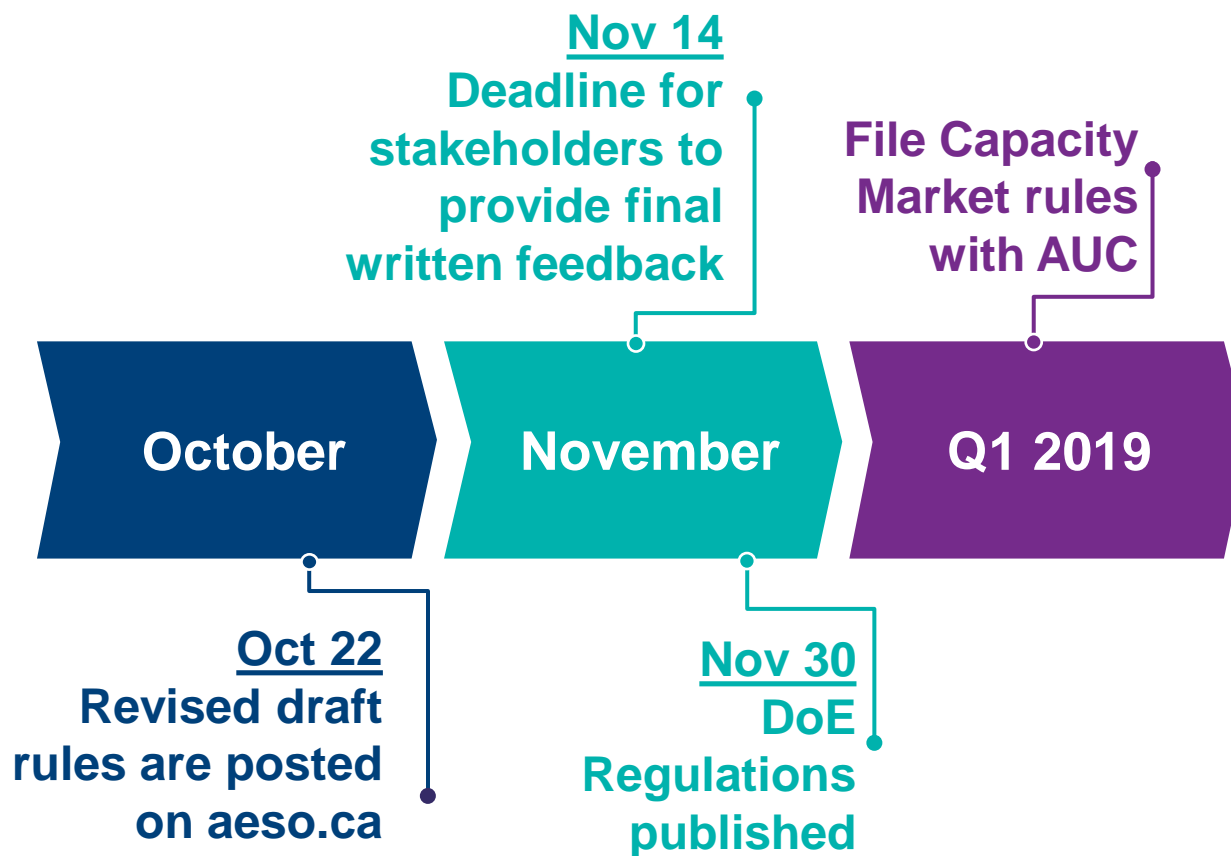 Nov 14
Deadline for
stakeholders to
provide final
written feedback
File Capacity
Market rules
with AUC
October
November
Q1 2019
Oct 22
Revised draft
rules are posted
on aeso.ca
Nov 30
DoE
Regulations
published